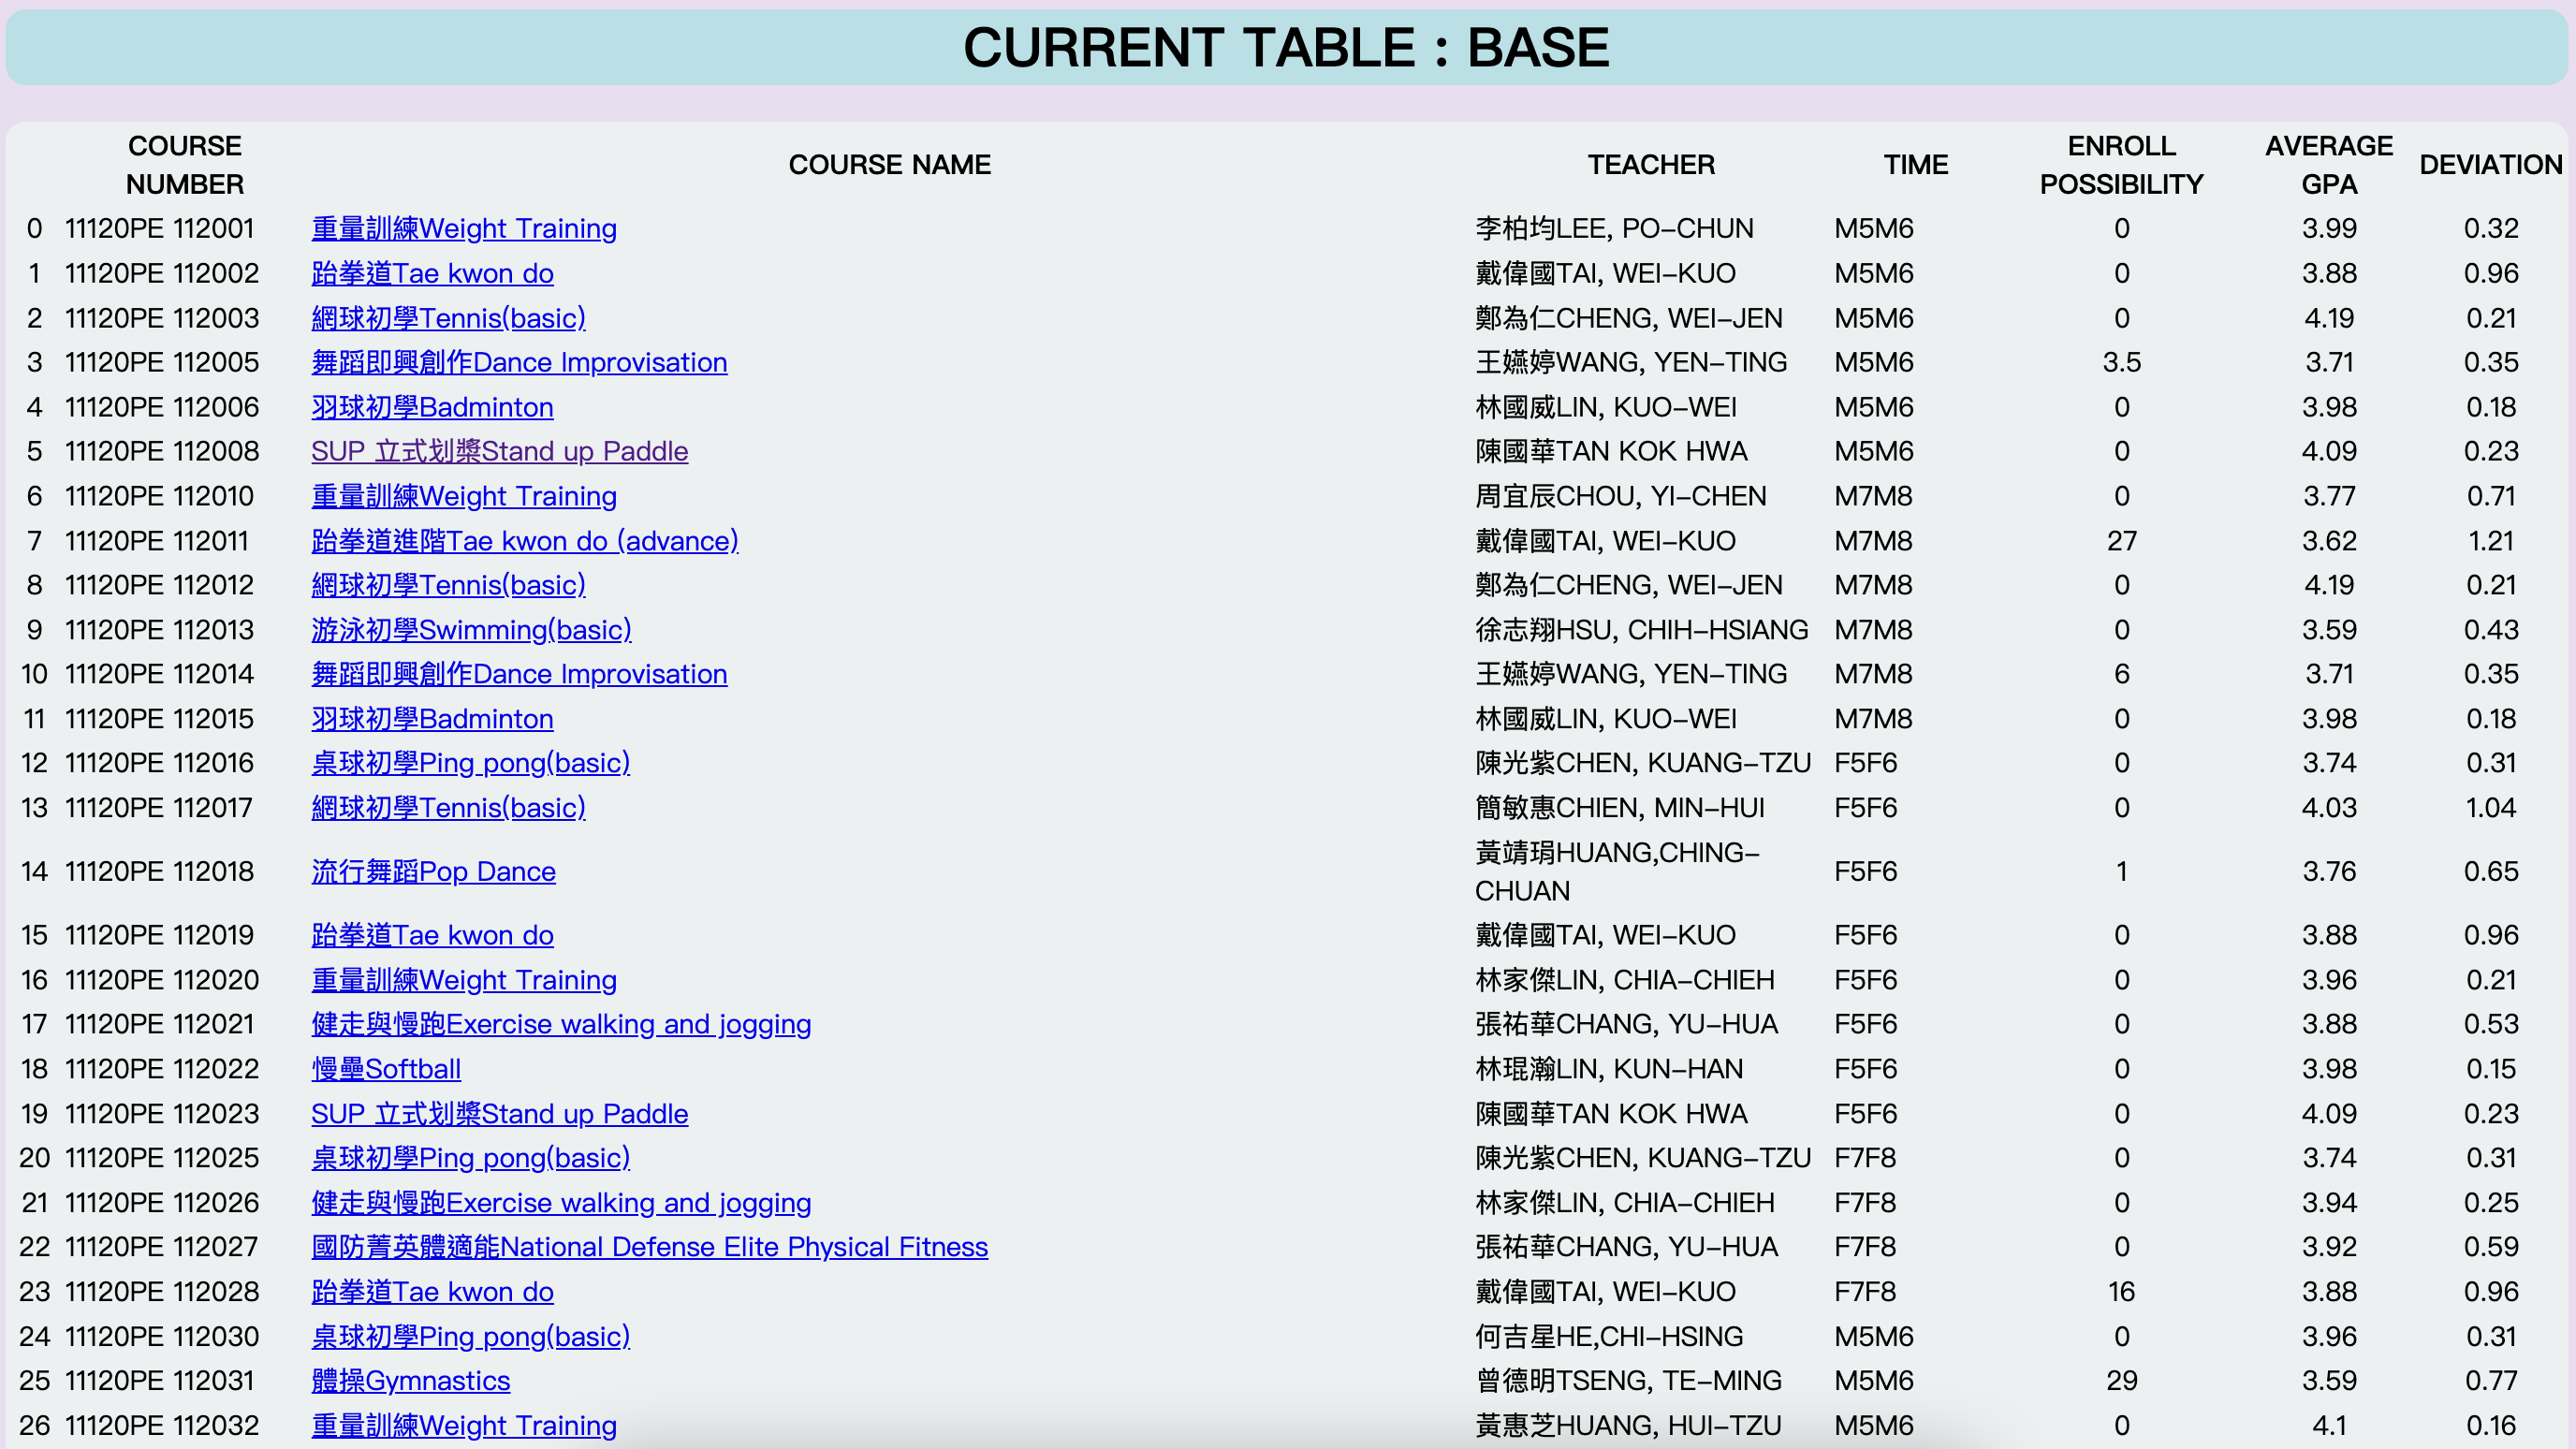 CURRENT TABLE : BASE
COURSE NUMBER COURSE NAME TEACHER TIME ENROLL POSSIBILITY AVERAGE GPA DEVIATION
0 11120PE 112001 重量訓練Weight Training 李柏均LEE, PO-CHUN M5M6 0 3.99 0.32
1 11120PE 112002 跆拳道Tae kwon do 戴偉國TAI, WEI-KUO M5M6 0 3.88 0.96
2 11120PE 112003 網球初學Tennis(basic) 鄭為仁CHENG, WEI-JEN M5M6 0 4.19 0.21
3 11120PE 112005 舞蹈即興創作Dance Improvisation 王嬿婷WANG, YEN-TING M5M6 3.5 3.71 0.35
4 11120PE 112006 羽球初學Badminton 林國威LIN, KUO-WEI M5M6 0 3.98 0.18
5 11120PE 112008 SUP 立式划槳Stand up Paddle 陳國華TAN KOK HWA M5M6 0 4.09 0.23
6 11120PE 112010 重量訓練Weight Training 周宜辰CHOU, YI-CHEN M7M8 0 3.77 0.71
7 11120PE 112011 跆拳道進階Tae kwon do (advance) 戴偉國TAI, WEI-KUO M7M8 27 3.62 1.21
8 11120PE 112012 網球初學Tennis(basic) 鄭為仁CHENG, WEI-JEN M7M8 0 4.19 0.21
9 11120PE 112013 游泳初學Swimming(basic) 徐志翔HSU, CHIH-HSIANG M7M8 0 3.59 0.43
10 11120PE 112014 舞蹈即興創作Dance Improvisation 王嬿婷WANG, YEN-TING M7M8 6 3.71 0.35
11 11120PE 112015 羽球初學Badminton 林國威LIN, KUO-WEI M7M8 0 3.98 0.18
12 11120PE 112016 桌球初學Ping pong(basic) 陳光紫CHEN, KUANG-TZU F5F6 0 3.74 0.31
13 11120PE 112017 網球初學Tennis(basic) 簡敏惠CHIEN, MIN-HUI F5F6 0 4.03 1.04
14 11120PE 112018 流行舞蹈Pop Dance 黃靖琄HUANG,CHING-CHUAN F5F6 1 3.76 0.65
15 11120PE 112019 跆拳道Tae kwon do 戴偉國TAI, WEI-KUO F5F6 0 3.88 0.96
16 11120PE 112020 重量訓練Weight Training 林家傑LIN, CHIA-CHIEH F5F6 0 3.96 0.21
17 11120PE 112021 健走與慢跑Exercise walking and jogging 張祐華CHANG, YU-HUA F5F6 0 3.88 0.53
18 11120PE 112022 慢壘Softball 林琨瀚LIN, KUN-HAN F5F6 0 3.98 0.15
19 11120PE 112023 SUP 立式划槳Stand up Paddle 陳國華TAN KOK HWA F5F6 0 4.09 0.23
20 11120PE 112025 桌球初學Ping pong(basic) 陳光紫CHEN, KUANG-TZU F7F8 0 3.74 0.31
21 11120PE 112026 健走與慢跑Exercise walking and jogging 林家傑LIN, CHIA-CHIEH F7F8 0 3.94 0.25
22 11120PE 112027 國防菁英體適能National Defense Elite Physical Fitness 張祐華CHANG, YU-HUA F7F8 0 3.92 0.59
23 11120PE 112028 跆拳道Tae kwon do 戴偉國TAI, WEI-KUO F7F8 16 3.88 0.96
24 11120PE 112030 桌球初學Ping pong(basic) 何吉星HE,CHI-HSING M5M6 0 3.96 0.31
25 11120PE 112031 體操Gymnastics 曾德明TSENG, TE-MING M5M6 29 3.59 0.77
26 11120PE 112032 重量訓練Weight Training 黃惠芝HUANG, HUI-TZU M5M6 0 4.1 0.16